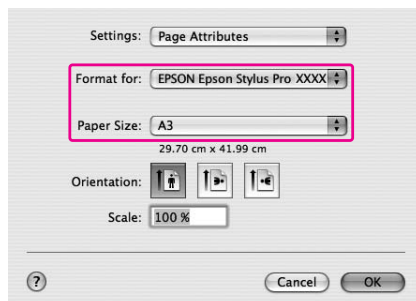 Settings: Page Attributes
Format for: EPSON Epson Stylus Pro XXXX
Paper Size: A3
29.70 cm x 41.99 cm
Orientation:
Scale: 100 %
? Cancel OK